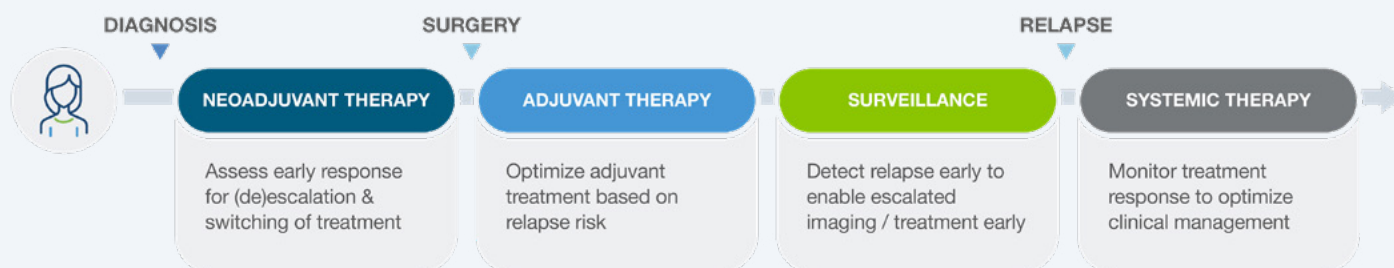 DIAGNOSIS
SURGERY
RELAPSE
NEOADJUVANT THERAPY
ADJUVANT THERAPY
SURVEILLANCE
SYSTEMIC THERAPY
Assess early response
for (de)escalation &
switching of treatment
Optimize adjuvant
treatment based on
relapse risk
Detect relapse early to
enable escalated
imaging / treatment early
Monitor treatment
response to optimize
clinical management